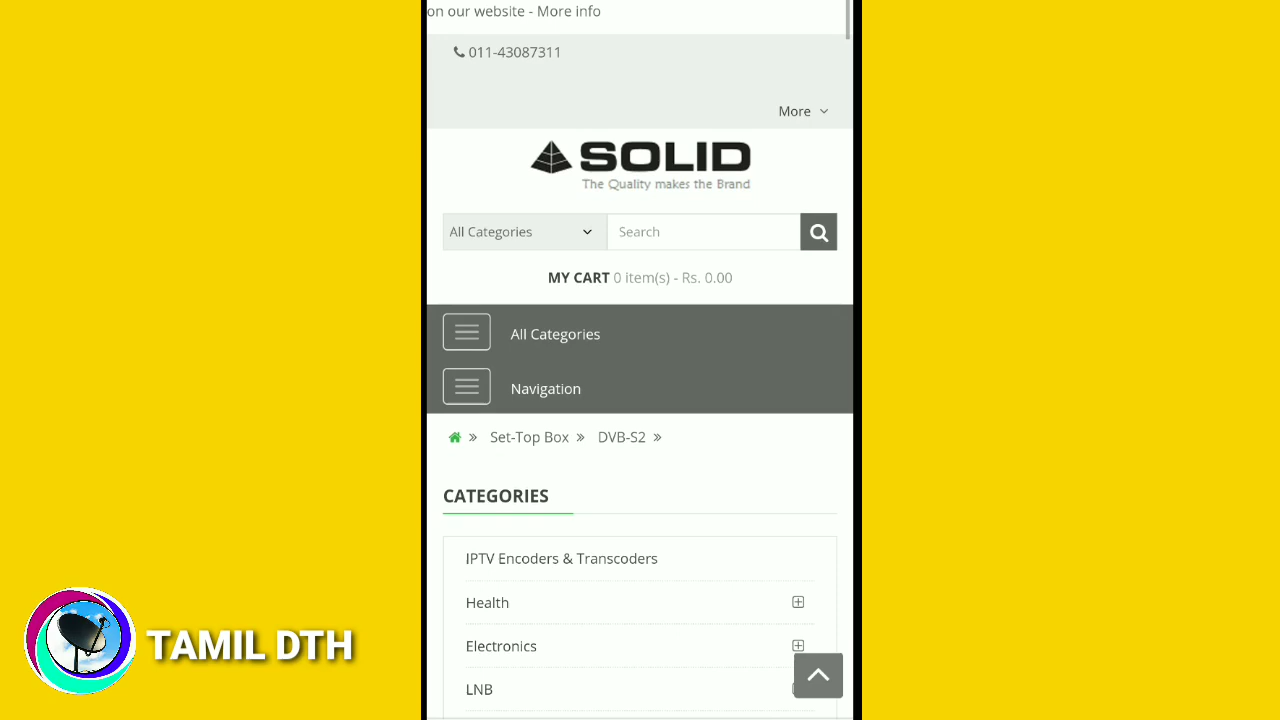 on our website - More info
011-43087311
More
SOLID
The Quality makes the Brand
All Categories
Search
MY CART 0 item(s) - Rs. 0.00
All Categories
Navigation
Set-Top Box » DVB-S2 »
CATEGORIES
IPTV Encoders & Transcoders
Health
Electronics
LNB
TAMIL DTH